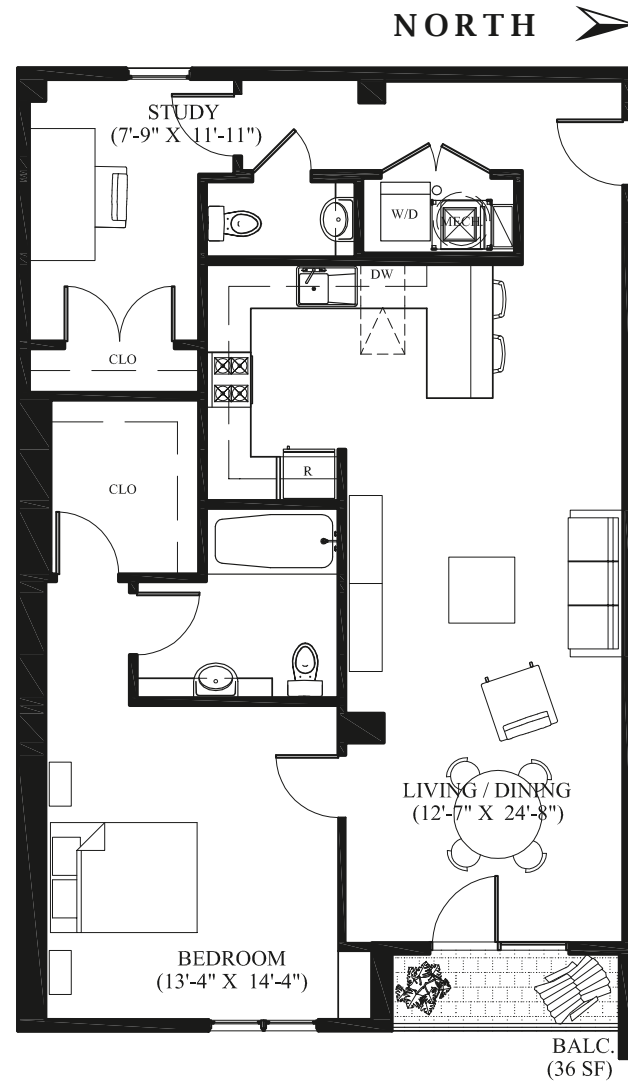 NORTH
STUDY
(7'-9" X 11'-11")
W/D
MECH.
DW
CLO
R
CLO
LIVING / DINING
(12'-7" X 24'-8")
BEDROOM
(13'-4" X 14'-4")
BALC.
(36 SF)